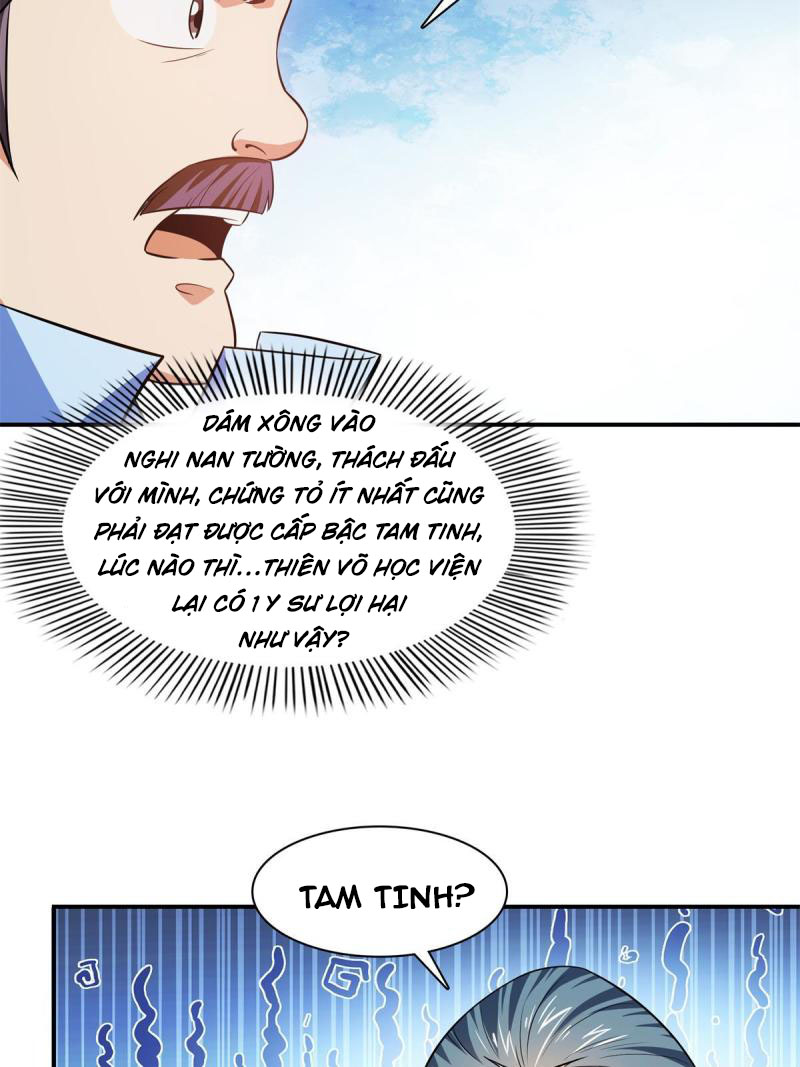 DÁM XÔNG VÀO
NGHI NAN TƯỜNG, THÁCH ĐẤU
VỚI MÌNH, CHỨNG TỎ ÍT NHẤT CŨNG
PHẢI ĐẠT ĐƯỢC CẤP BẬC TAM TINH,
LÚC NÀO THÌ...THIÊN VÕ HỌC VIỆN
LẠI CÓ 1 Y SƯ LỢI HẠI
NHƯ VẬY?
TAM TINH?